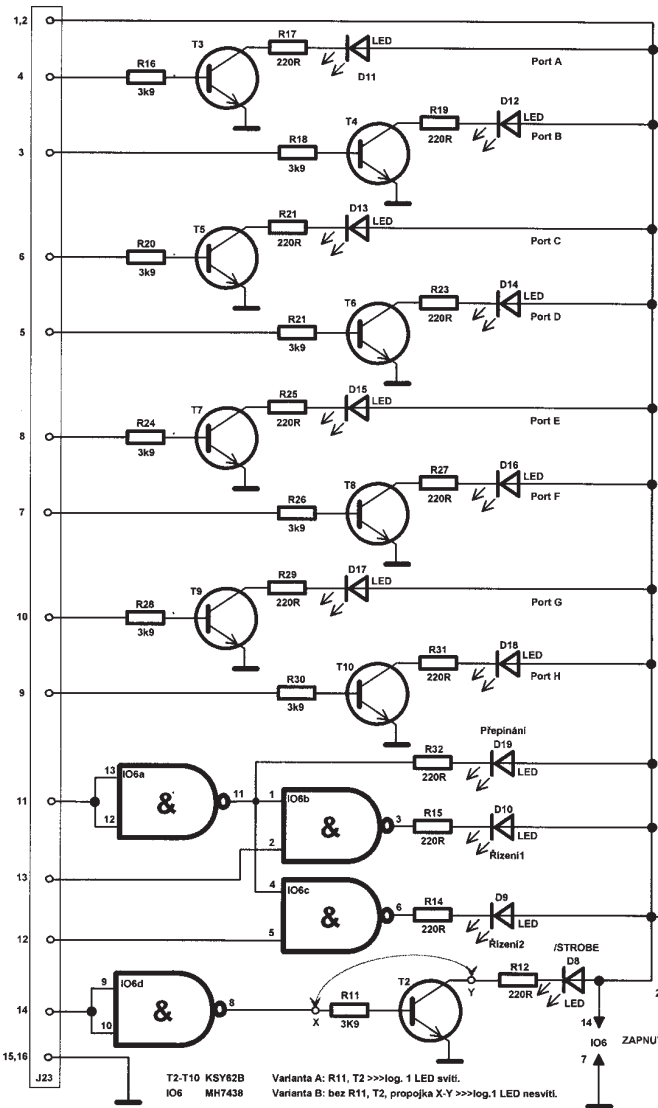 1,2
T3
R17
220R
LED
D11
Port A
4
R16
3k9
T4
R19
220R
D12
LED
Port B
3
R18
3k9
T5
R21
220R
D13
LED
Port C
6
R20
3k9
T6
R23
220R
D14
LED
Port D
5
R21
3k9
T7
R25
220R
D15
LED
Port E
8
R24
3k9
T8
R27
220R
D16
LED
Port F
7
R26
3k9
T9
R29
220R
D17
LED
Port G
10
R28
3k9
T10
R31
220R
D18
LED
Port H
9
R30
3k9
Přepínání
R32
220R
D19
LED
11
13
12
IO6a
&
11
1
2
IO6b
&
3
R15
220R
D10
LED
Řízení1
13
4
5
IO6c
&
6
R14
220R
D9
LED
Řízení2
12
/STROBE
14
9
10
IO6d
&
8
X
R11
3K9
T2
Y
R12
220R
D8
LED
2
14
IO6
7
ZAPNU
15,16
J23
T2-T10 KSY62B Varianta A: R11, T2 >>>log. 1 LED svítí.
IO6 MH7438 Varianta B: bez R11, T2, propojka X-Y >>>log.1 LED nesvítí.